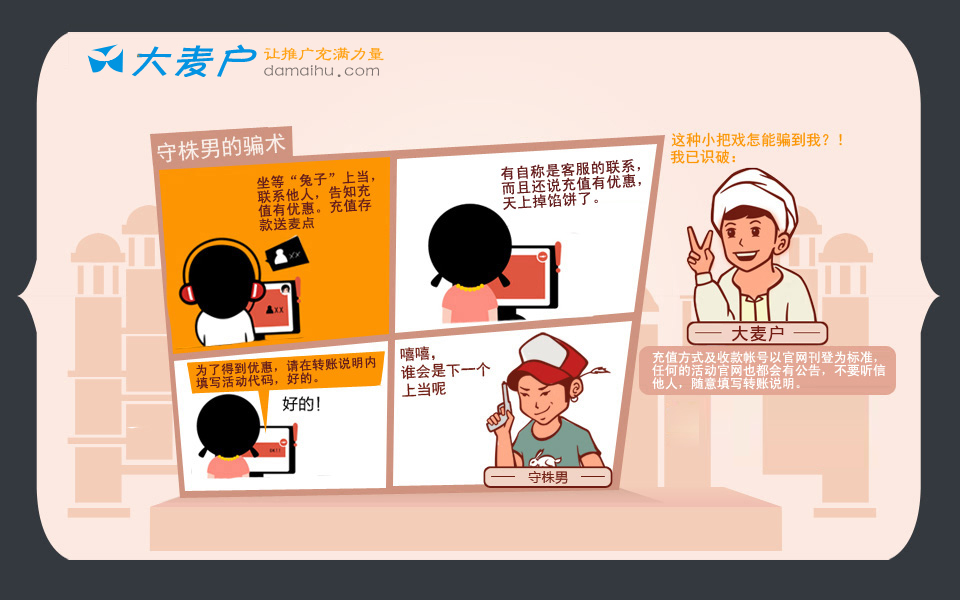 大麦户
让推广充满力量
damaihu.com
守株男的骗术
坐等“兔子”上当，
联系他人，告知充
值有优惠。充值存
款送麦点
XX
XX
有自称是客服的联系，
而且还说充值有优惠，
天上掉馅饼了。
为了得到优惠，请在转账说明内
填写活动代码，好的。
好的！
嘻嘻，
谁会是下一个
上当呢
守株男
这种小把戏怎能骗到我？！
我已识破：
大麦户
充值方式及收款帐号以官网刊登为标准，
任何的活动官网也都会有公告，不要听信
他人，随意填写转账说明。